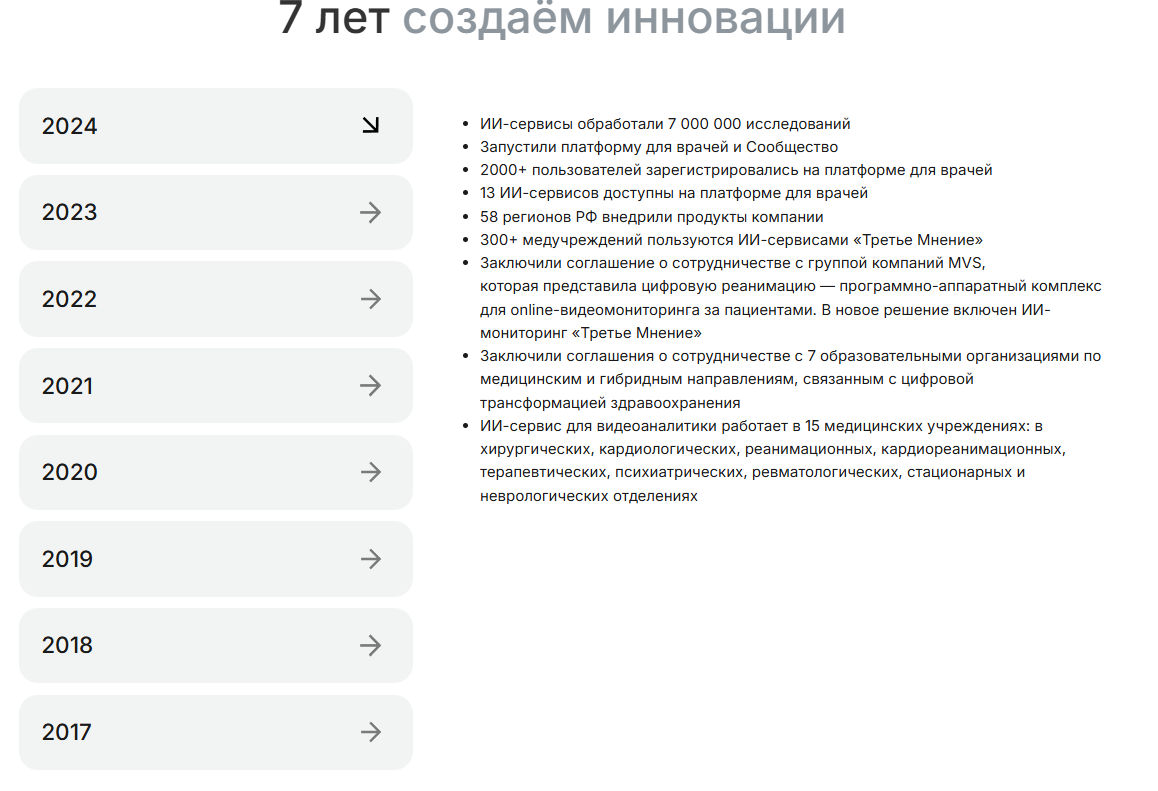 7 лет создаём инновации
2024
2023
2022
2021
2020
2019
2018
2017
ИИ-сервисы обработали 7 000 000 исследований
Запустили платформу для врачей и Сообщество
2000+ пользователей зарегистрировались на платформе для врачей
13 ИИ-сервисов доступны на платформе для врачей
58 регионов РФ внедрили продукты компании
300+ медучреждений пользуются ИИ-сервисами «Третье Мнение»
Заключили соглашение о сотрудничестве с группой компаний MVS,
которая представила цифровую реанимацию — программно-аппаратный комплекс
для online-видеомониторинга за пациентами. В новое решение включен ИИ-
мониторинг «Третье Мнение»
Заключили соглашения о сотрудничестве с 7 образовательными организациями по
медицинским и гибридным направлениям, связанным с цифровой
трансформацией здравоохранения
ИИ-сервис для видеоаналитики работает в 15 медицинских учреждениях: в
хирургических, кардиологических, реанимационных, кардиореанимационных,
терапевтических, психиатрических, ревматологических, стационарных и
неврологических отделениях